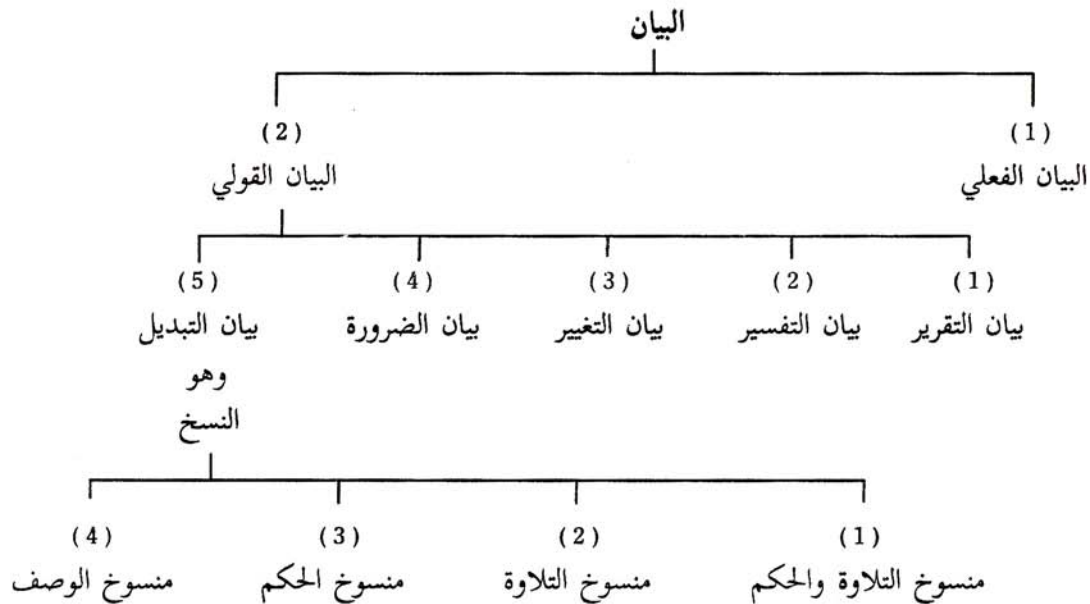 البيان
(1) (2)
البيان الفعلي البيان القولي
(1) (2) (3) (4) (5)
بيان التقرير بيان التفسير بيان التغيير بيان الضرورة بيان التبديل
وهو
النسخ
(1) (2) (3) (4)
منسوخ التلاوة والحكم منسوخ التلاوة منسوخ الحكم منسوخ الوصف